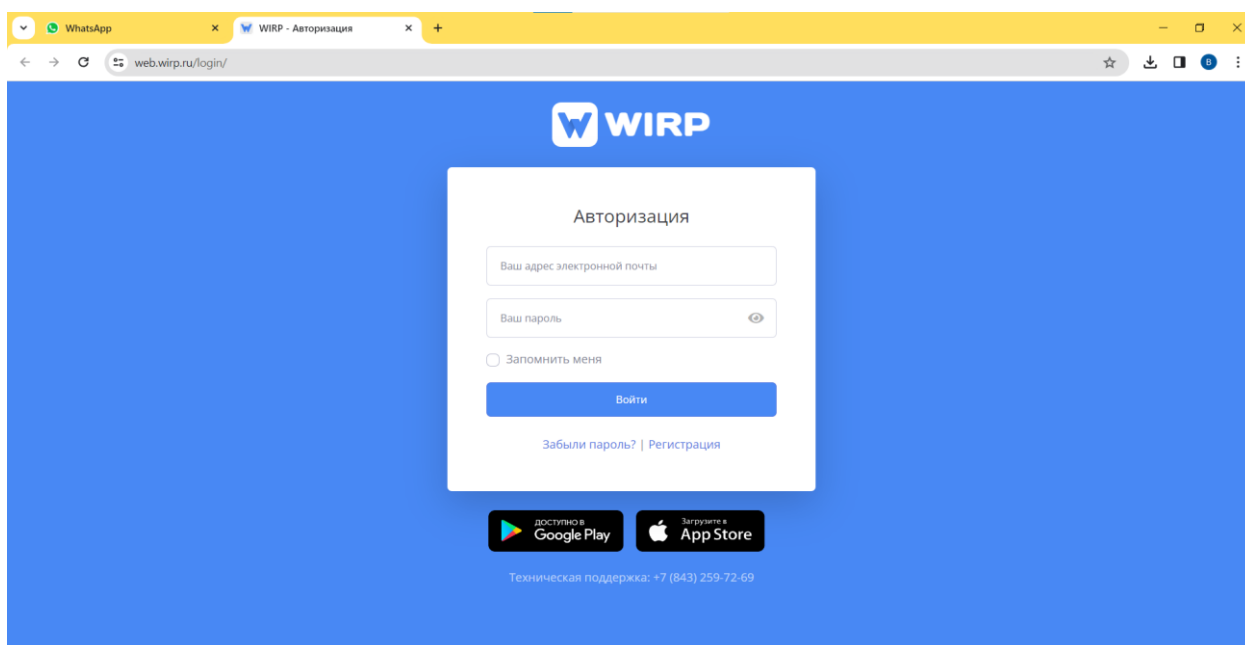 WhatsApp
WIRP - Авторизация
web.wirp.ru/login/
B
WIRP
Авторизация
Ваш адрес электронной почты
Ваш пароль
Запомнить меня
Войти
Забыли пароль? | Регистрация
ДОСТУПНО В
Google Play
Загрузите в
App Store
Техническая поддержка: +7 (843) 259-72-69